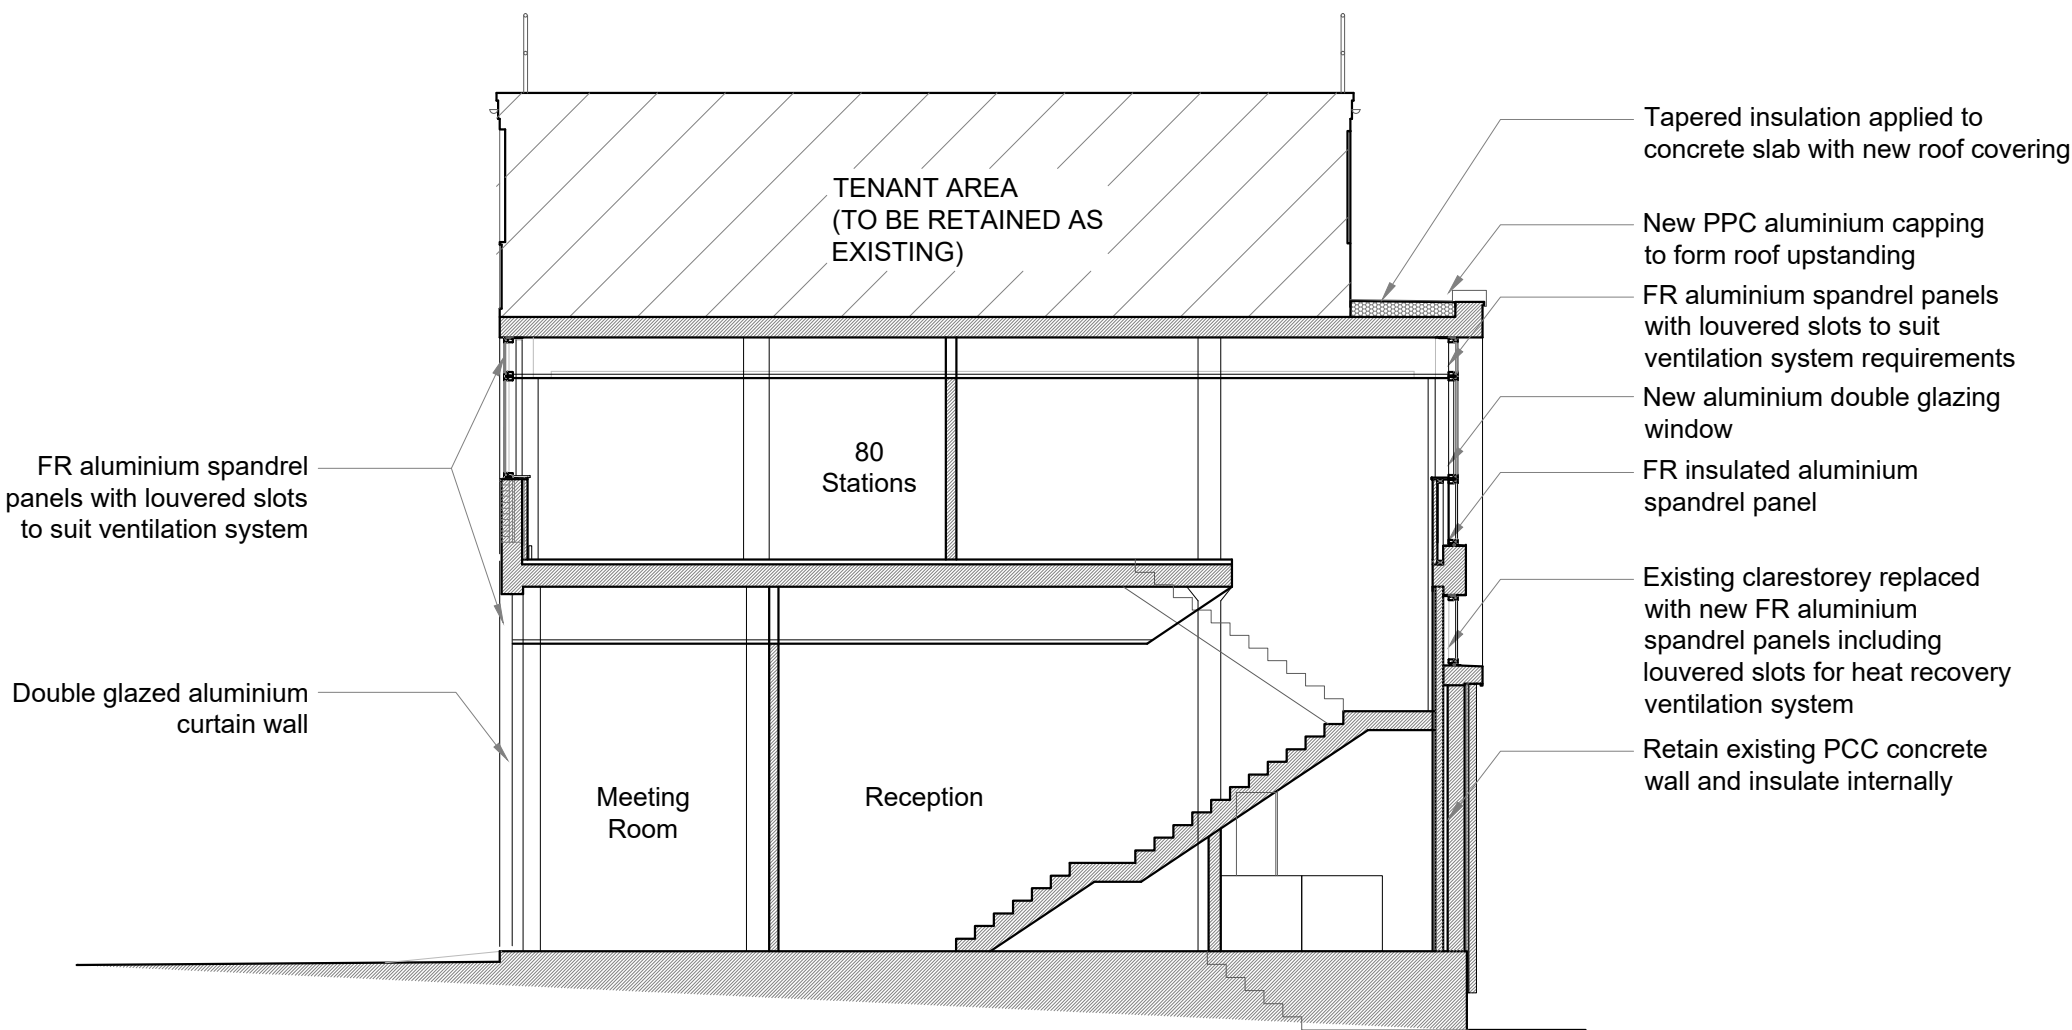 Tapered insulation applied to
concrete slab with new roof covering
TENANT AREA
(TO BE RETAINED AS
EXISTING)
New PPC aluminium capping
to form roof upstanding
FR aluminium spandrel panels
with louvered slots to suit
ventilation system requirements
New aluminium double glazing
window
80
Stations
FR aluminium spandrel
panels with louvered slots
to suit ventilation system
FR insulated aluminium
spandrel panel
Existing clarestorey replaced
with new FR aluminium
spandrel panels including
louvered slots for heat recovery
ventilation system
Double glazed aluminium
curtain wall
Retain existing PCC concrete
wall and insulate internally
Meeting
Room
Reception